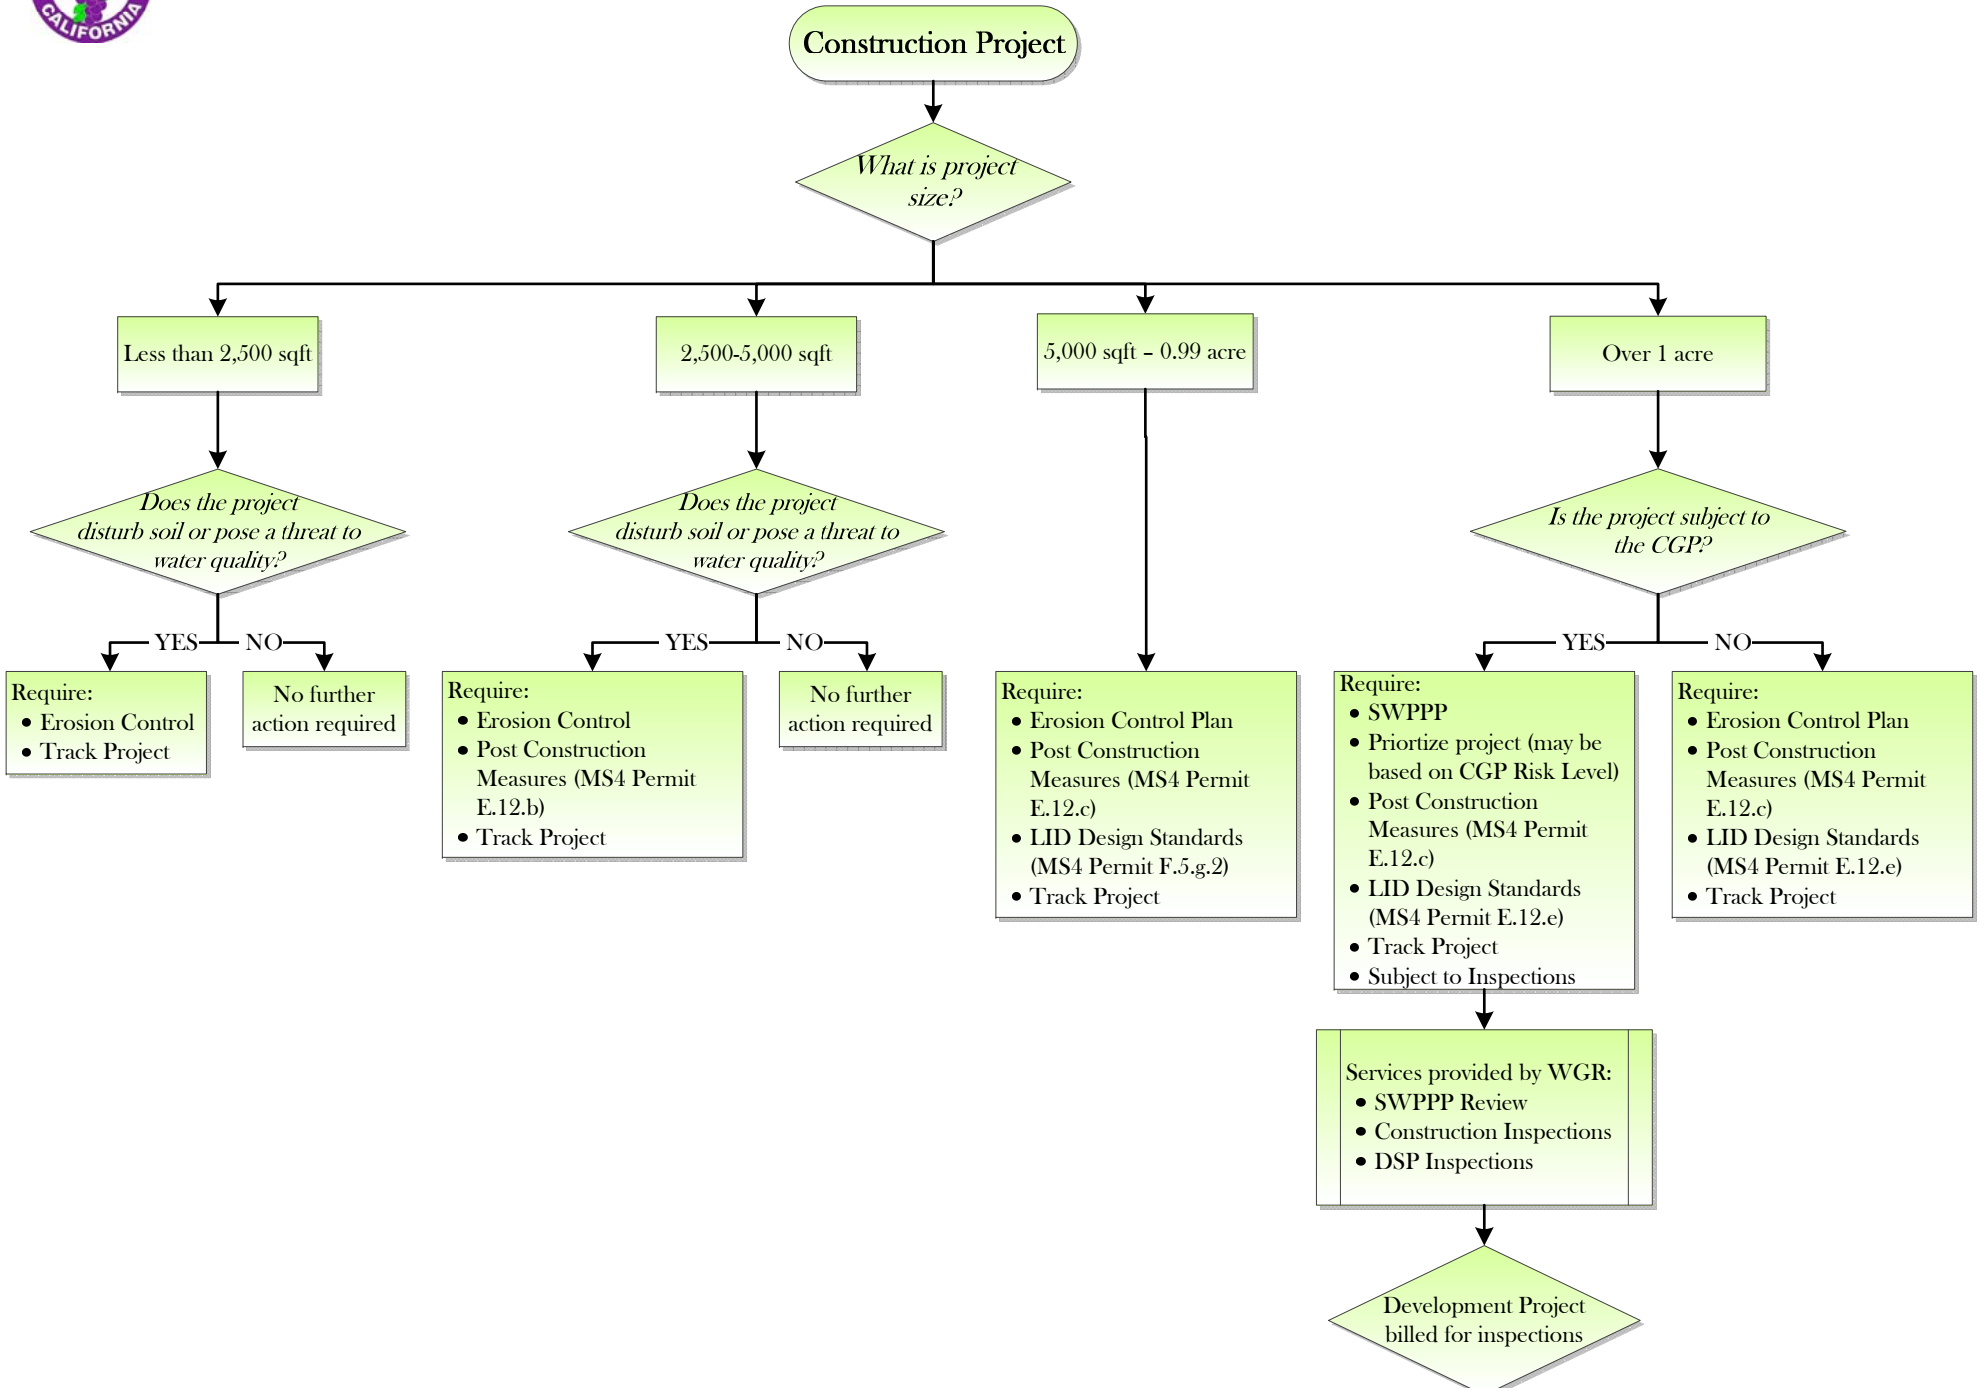 CALIFORNIA
Construction Project
What is project
size?
Less than 2,500 sqft
2,500-5,000 sqft
5,000 sqft – 0.99 acre
Over 1 acre
Does the project
disturb soil or pose a threat to
water quality?
Does the project
disturb soil or pose a threat to
water quality?
Is the project subject to
the CGP?
YES
NO
YES
NO
YES
NO
Require:
• Erosion Control
• Track Project
No further
action required
Require:
• Erosion Control
• Post Construction
Measures (MS4 Permit
E.12.b)
• Track Project
No further
action required
Require:
• Erosion Control Plan
• Post Construction
Measures (MS4 Permit
E.12.c)
• LID Design Standards
(MS4 Permit F.5.g.2)
• Track Project
Require:
• SWPPP
• Priortize project (may be
based on CGP Risk Level)
• Post Construction
Measures (MS4 Permit
E.12.c)
• LID Design Standards
(MS4 Permit E.12.e)
• Track Project
• Subject to Inspections
Require:
• Erosion Control Plan
• Post Construction
Measures (MS4 Permit
E.12.c)
• LID Design Standards
(MS4 Permit E.12.e)
• Track Project
Services provided by WGR:
• SWPPP Review
• Construction Inspections
• DSP Inspections
Development Project
billed for inspections